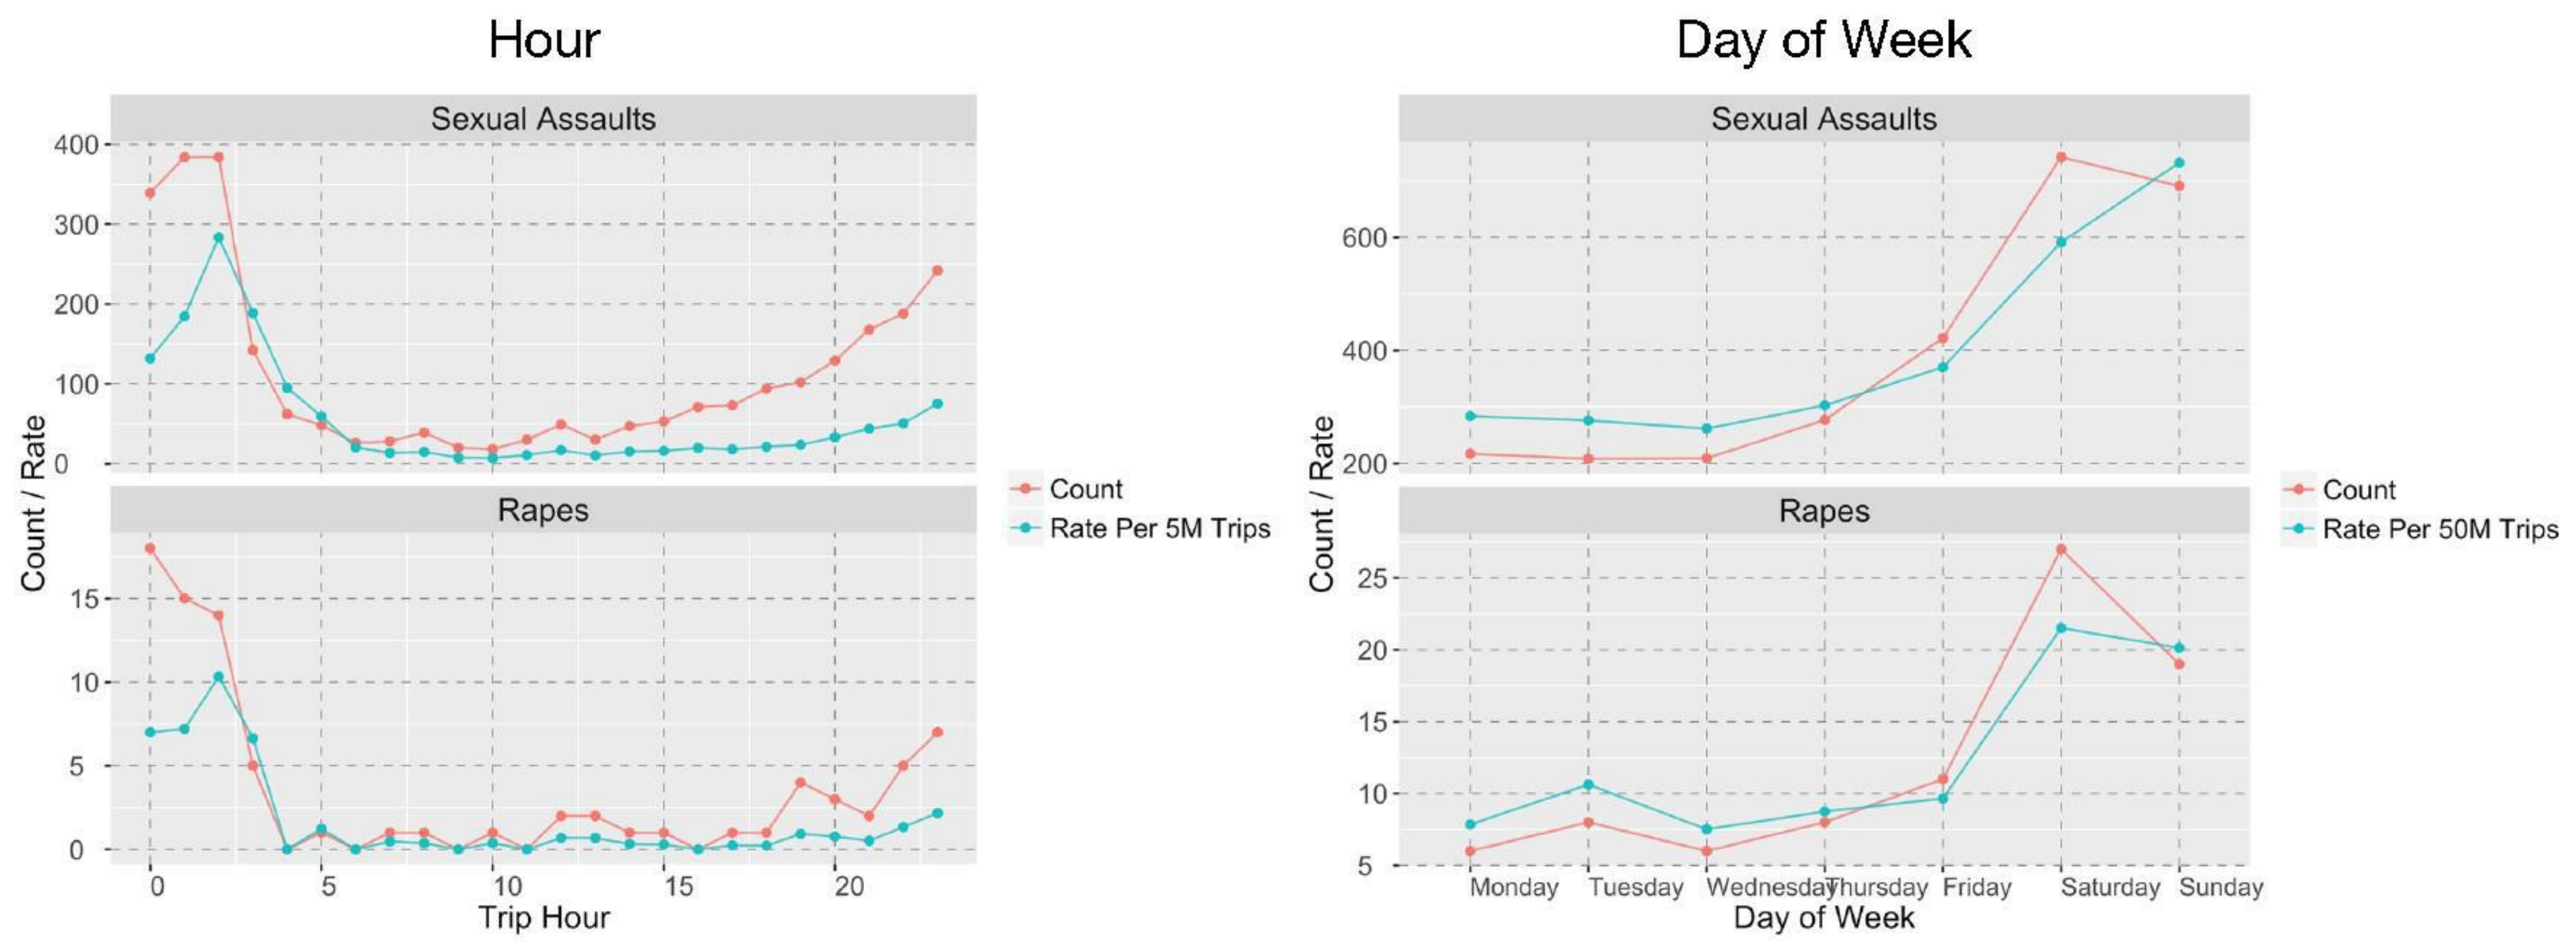 Hour
Sexual Assaults
400
300
200
100
0
Rapes
15
10
5
0
0 5 10 15 20
Trip Hour
Count / Rate
Count
Rate Per 5M Trips
Day of Week
Sexual Assaults
600
400
200
Rapes
25
20
15
10
5
Monday Tuesday Wednesday Thursday Friday Saturday Sunday
Day of Week
Count / Rate
Count
Rate Per 50M Trips